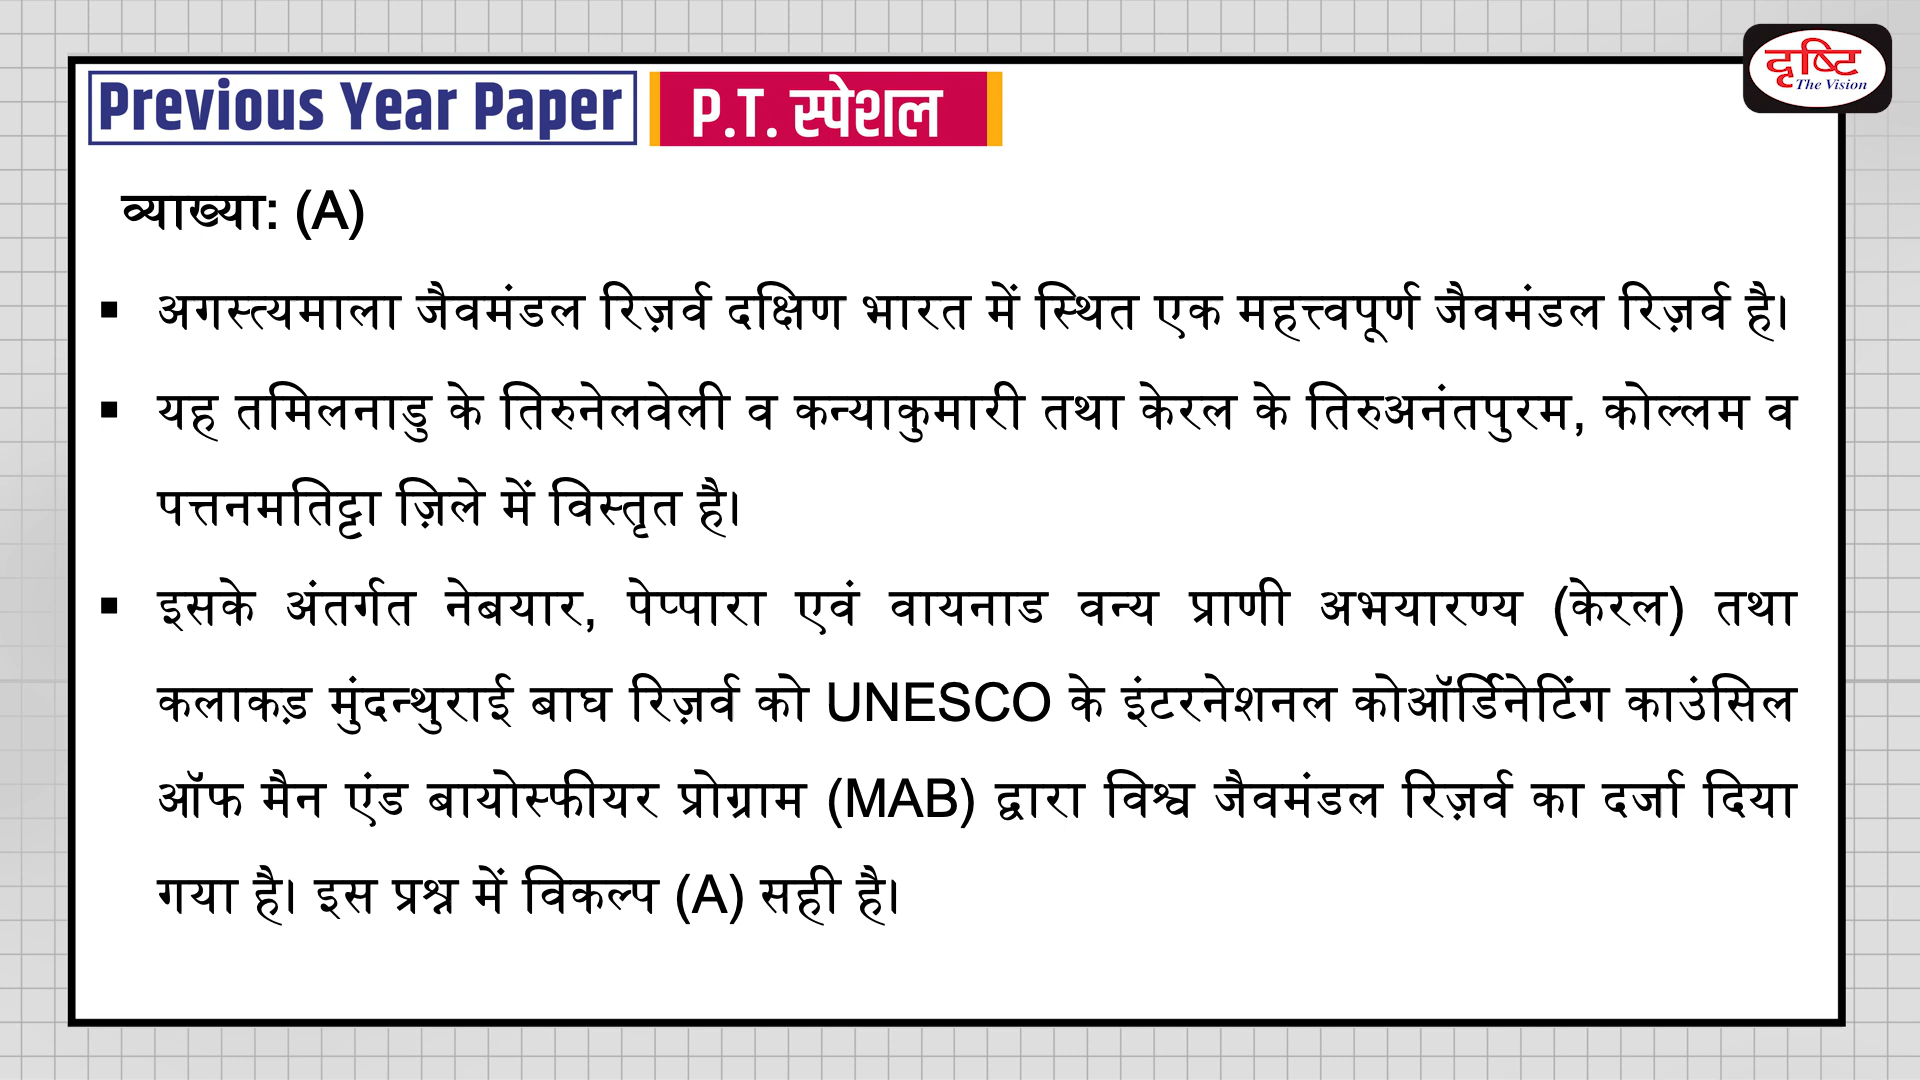 दृष्टि
The Vision
Previous Year Paper P.T. स्पेशल
व्याख्या: (A)
▪ अगस्त्यमाला जैवमंडल रिज़र्व दक्षिण भारत में स्थित एक महत्त्वपूर्ण जैवमंडल रिज़र्व है।
▪ यह तमिलनाडु के तिरुनेलवेली व कन्याकुमारी तथा केरल के तिरुअनंतपुरम, कोल्लम व
पत्तनमतिट्टा ज़िले में विस्तृत है।
▪ इसके अंतर्गत नेबयार, पेप्पारा एवं वायनाड वन्य प्राणी अभयारण्य (केरल) तथा
कलाकड़ मुंदन्थुराई बाघ रिज़र्व को UNESCO के इंटरनेशनल कोऑर्डिनेटिंग काउंसिल
ऑफ मैन एंड बायोस्फीयर प्रोग्राम (MAB) द्वारा विश्व जैवमंडल रिज़र्व का दर्जा दिया
गया है। इस प्रश्न में विकल्प (A) सही है।